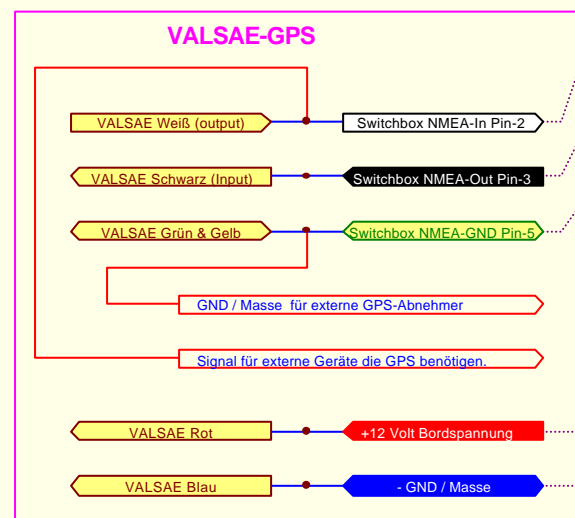 VALSAE-GPS
VALSAE Weiß (output) Switchbox NMEA-In Pin-2
VALSAE Schwarz (Input) Switchbox NMEA-Out Pin-3
VALSAE Grün & Gelb Switchbox NMEA-GND Pin-5
GND / Masse für externe GPS-Abnehmer
Signal für externe Geräte die GPS benötigen.
VALSAE Rot +12 Volt Bordspannung
VALSAE Blau - GND / Masse